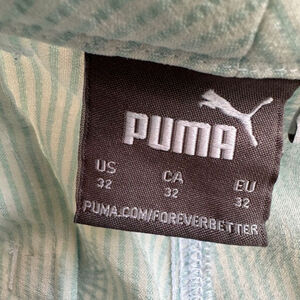 PUMA
US CA EU
32 32 32
PUMA.COM/FOREVERBETTER